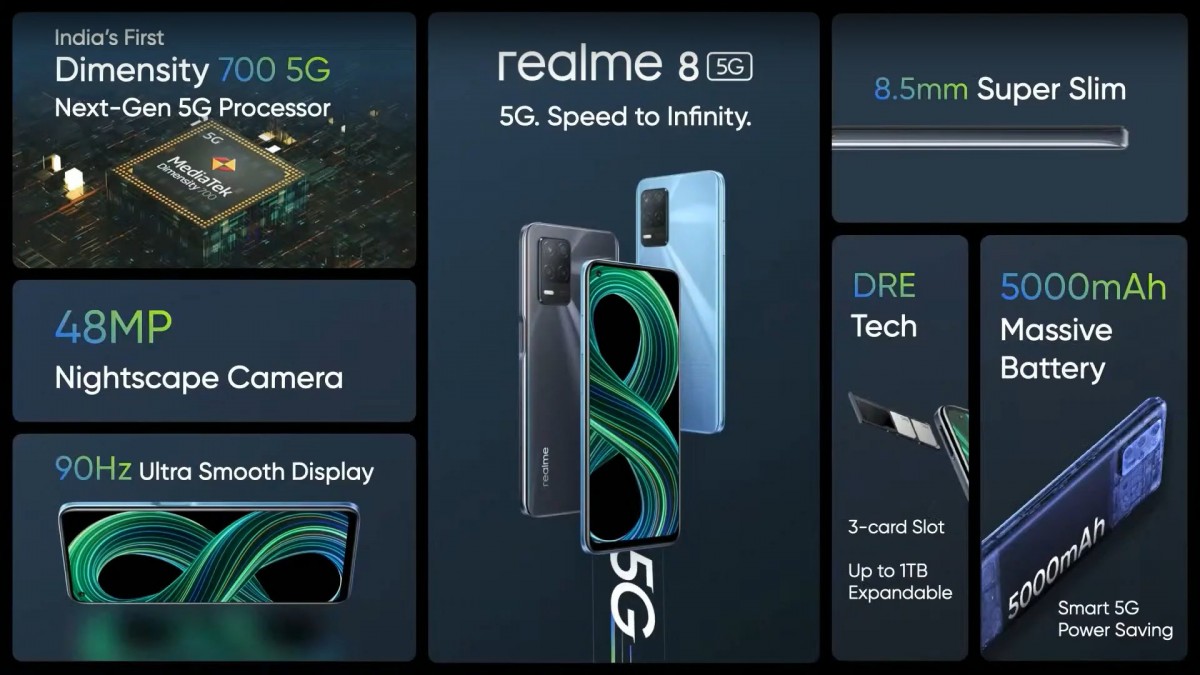 India's First
Dimensity 700 5G
Next-Gen 5G Processor
5G
MediaTek
Dimensity 700
48MP
Nightscape Camera
90Hz Ultra Smooth Display
realme 8 5G
5G. Speed to Infinity.
realme
5G
8.5mm Super Slim
DRE
Tech
3-card Slot
Up to 1TB
Expandable
5000mAh
Massive
Battery
5000mAh
Smart 5G
Power Saving